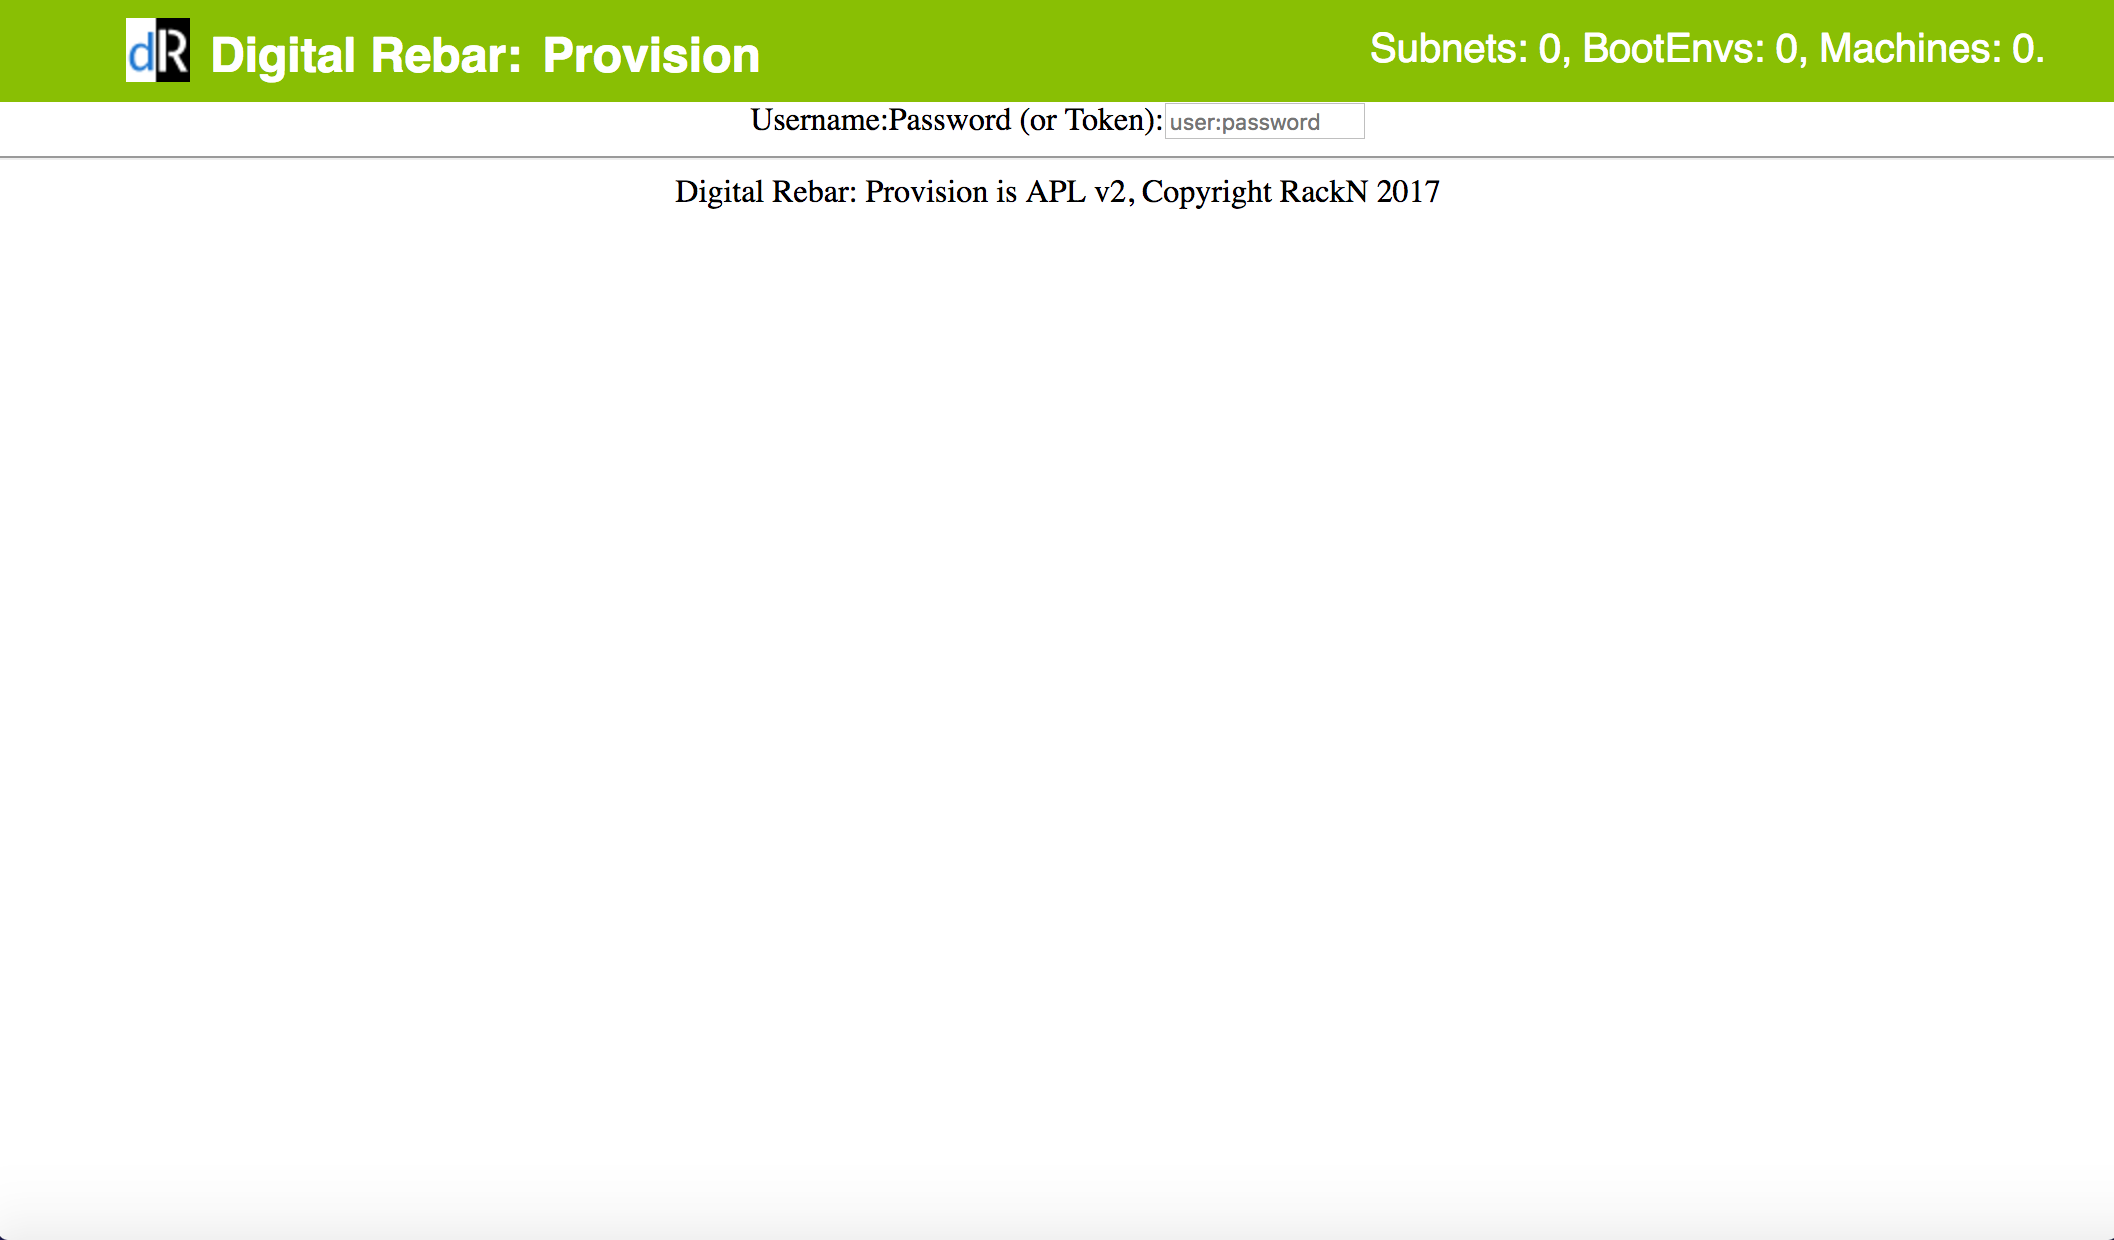 dR Digital Rebar: Provision
Subnets: 0, BootEnvs: 0, Machines: 0.
Username:Password (or Token): user:password
Digital Rebar: Provision is APL v2, Copyright RackN 2017